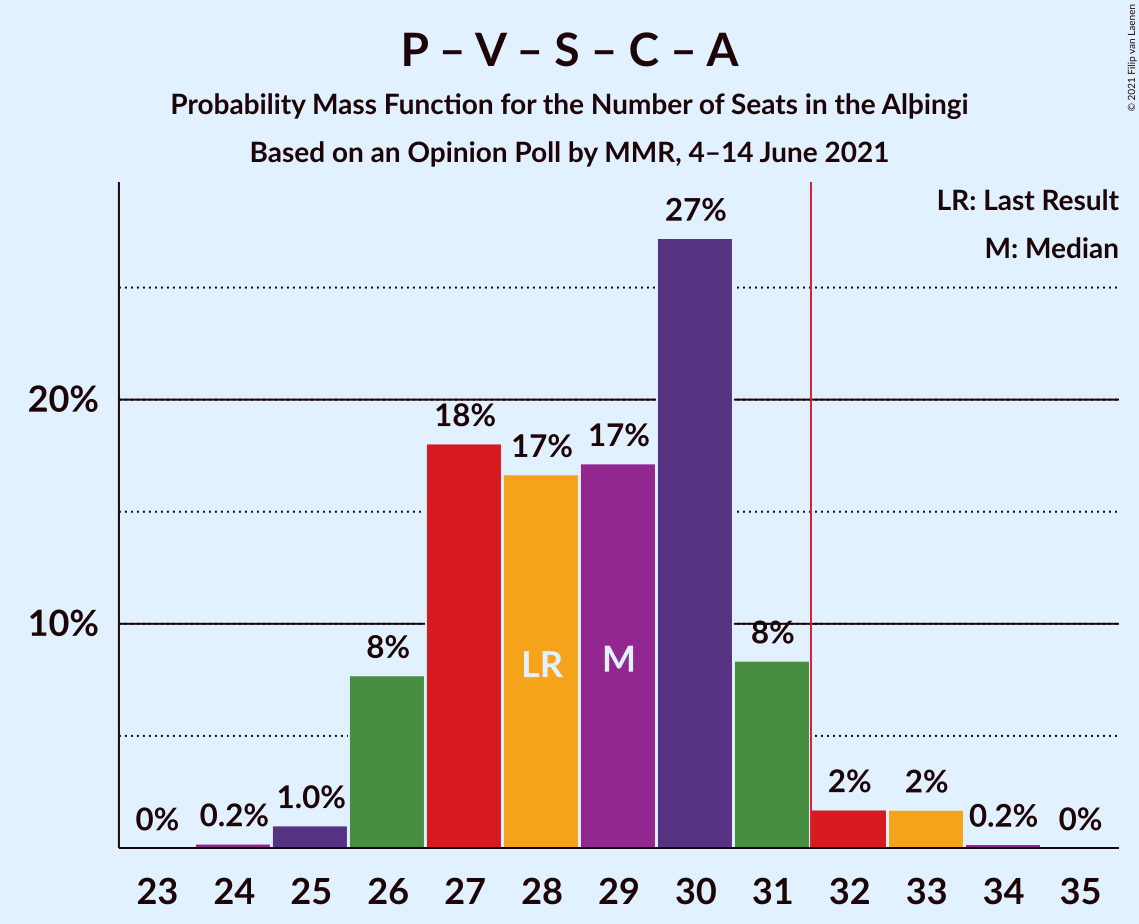 P – V – S – C – A
Probability Mass Function for the Number of Seats in the Alþingi
Based on an Opinion Poll by MMR, 4–14 June 2021
© 2021 Filip van Laenen
LR: Last Result
M: Median
20%
10%
0%
0.2%
1.0%
8%
18%
17%
17%
27%
8%
2%
2%
0.2%
0%
LR
M
23 24 25 26 27 28 29 30 31 32 33 34 35